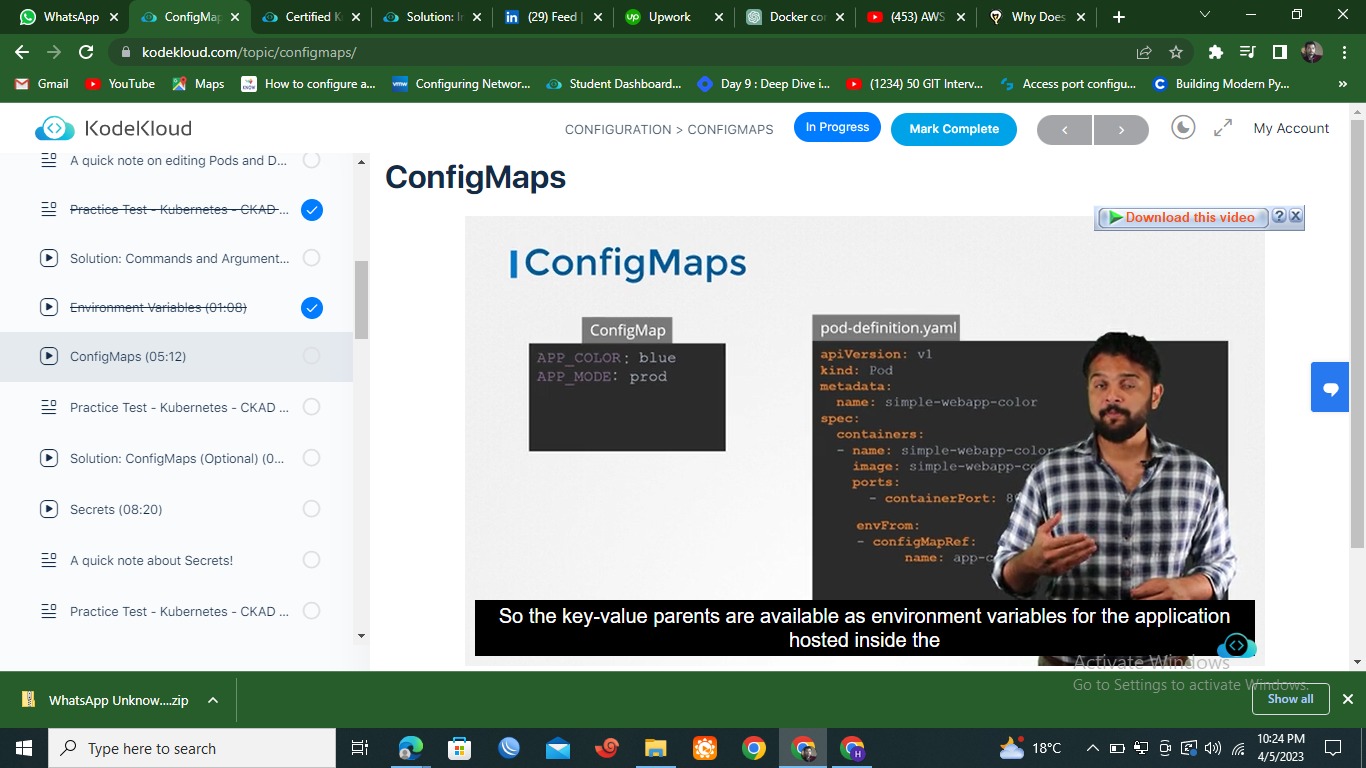 WhatsApp
ConfigMap
Certified K
Solution: I
(29) Feed |
Upwork
Docker co
(453) AWS
Why Does
kodekloud.com/topic/configmaps/
Gmail
YouTube
Maps
How to configure a...
Configuring Networ...
Student Dashboard...
Day 9 : Deep Dive i...
(1234) 50 GIT Interv...
Access port configu...
Building Modern Py...
»
KodeKloud
CONFIGURATION > CONFIGMAPS
In Progress
Mark Complete
<
>
My Account
A quick note on editing Pods and D...
Practice Test - Kubernetes - CKAD ...
Solution: Commands and Argument...
Environment Variables (01:08)
ConfigMaps (05:12)
Practice Test - Kubernetes - CKAD ...
Solution: ConfigMaps (Optional) (0...
Secrets (08:20)
A quick note about Secrets!
Practice Test - Kubernetes - CKAD ...
ConfigMaps
Download this video
?
X
ConfigMaps
ConfigMap
APP_COLOR: blue
APP_MODE: prod
pod-definition.yaml
apiVersion: v1
kind: Pod
metadata:
name: simple-webapp-color
spec:
containers:
- name: simple-webapp-color
image: simple-webapp-co
ports:
- containerPort: 8
envFrom:
- configMapRef:
name: app-c
So the key-value parents are available as environment variables for the application
hosted inside the
Activate Windows
Go to Settings to activate Windows.
WhatsApp Unknow....zip
Show all
Type here to search
18°C
10:24 PM
4/5/2023